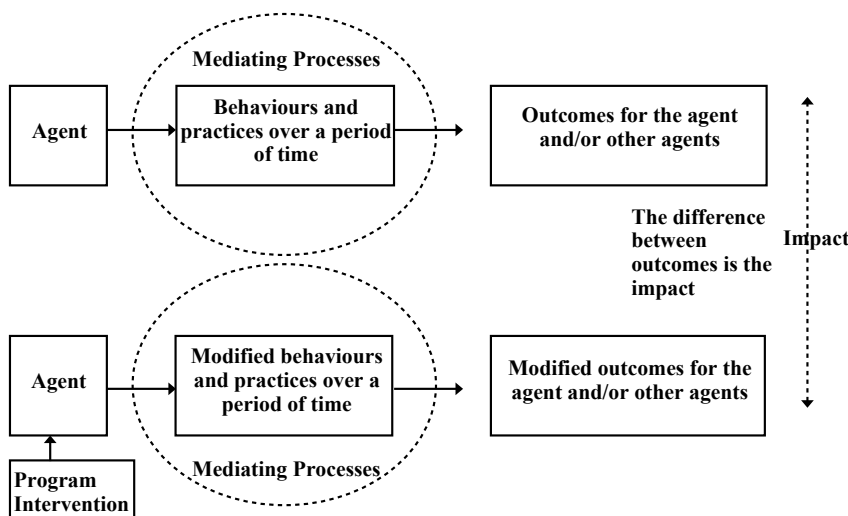 Mediating Processes
Agent
Behaviours and
practices over a period
of time
Outcomes for the agent
and/or other agents
The difference
between
outcomes is the
impact
Impact
Agent
Modified behaviours
and practices over a
period of time
Modified outcomes for the
agent and/or other agents
Mediating Processes
Program
Intervention